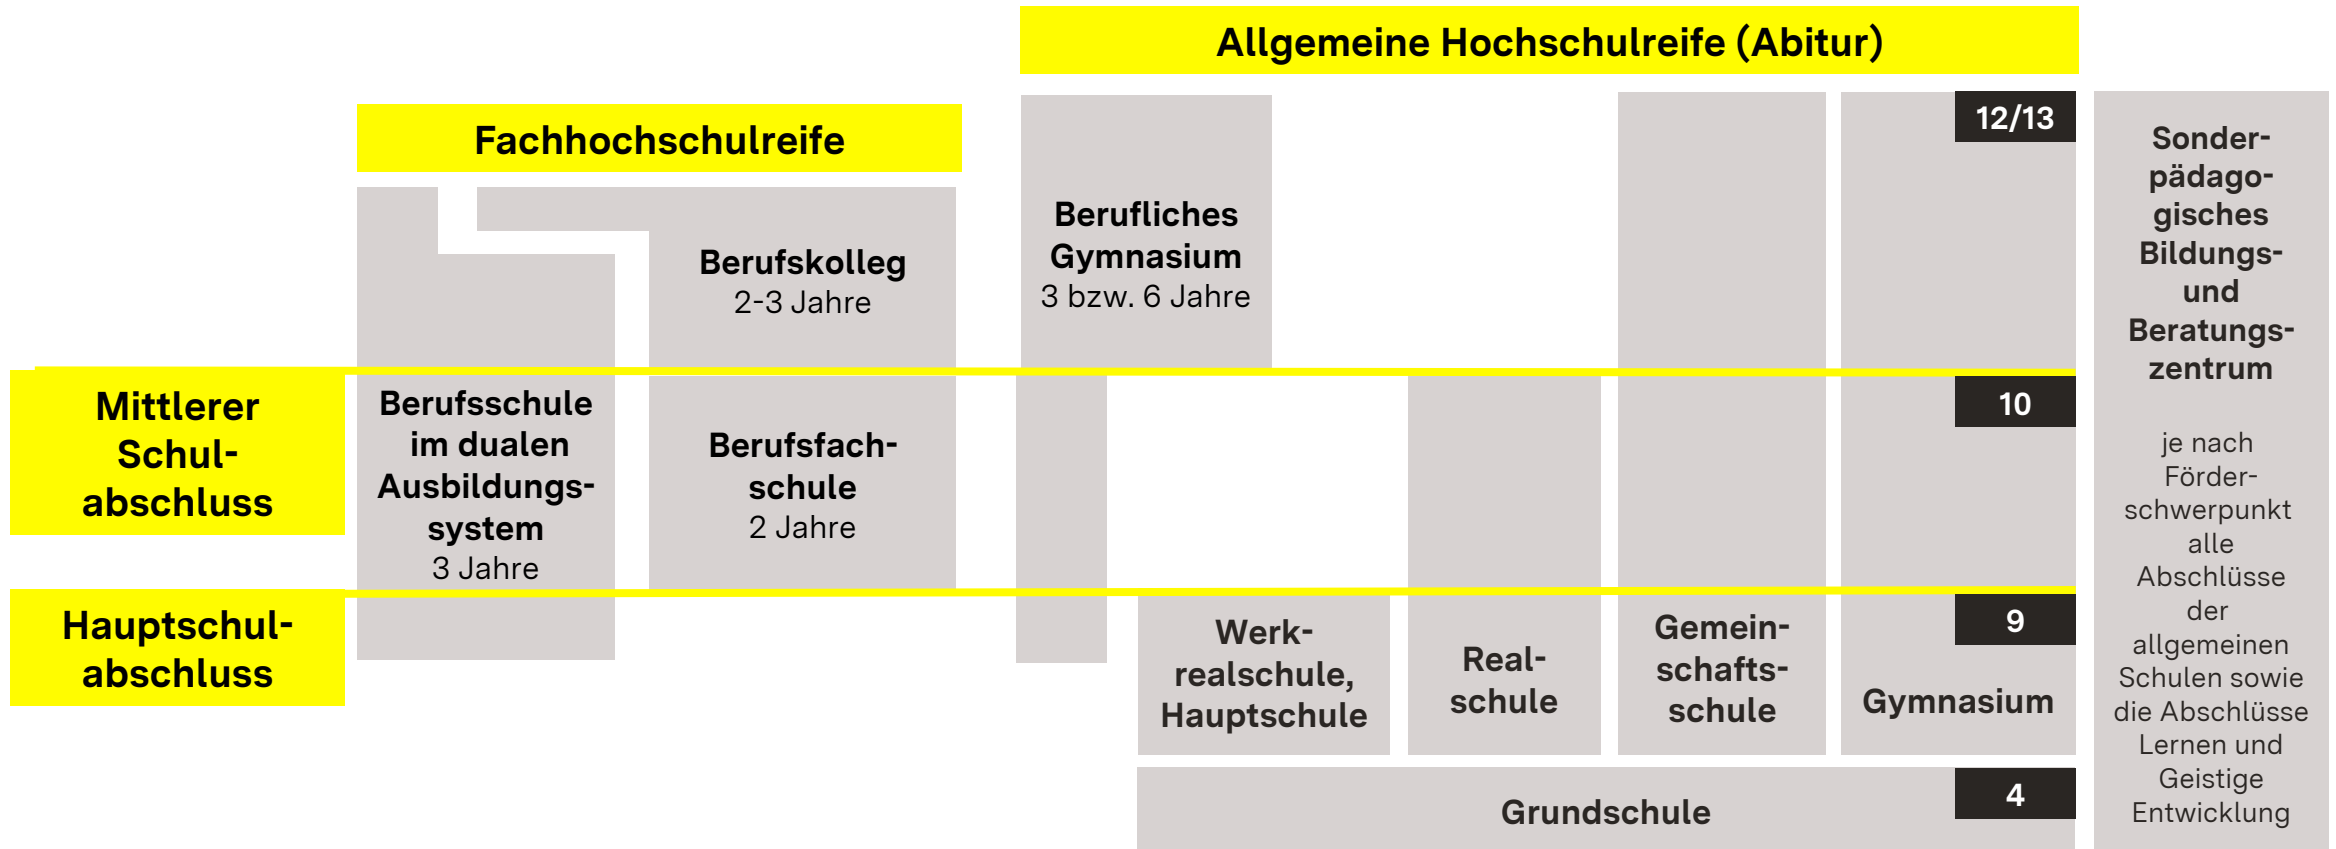 Allgemeine Hochschulreife (Abitur)
Fachhochschulreife
12/13
Berufskolleg
2-3 Jahre
Berufliches
Gymnasium
3 bzw. 6 Jahre
Mittlerer
Schul-
abschluss
Berufsschule
im dualen
Ausbildungs-
system
3 Jahre
Berufsfach-
schule
2 Jahre
10
Hauptschul-
abschluss
Werk-
realschule,
Hauptschule
Real-
schule
Gemein-
schafts-
schule
9
Gymnasium
4
Grundschule
Sonder-
pädago-
gisches
Bildungs-
und
Beratungs-
zentrum
je nach
Förder-
schwerpunkt
alle
Abschlüsse
der
allgemeinen
Schulen sowie
die Abschlüsse
Lernen und
Geistige
Entwicklung